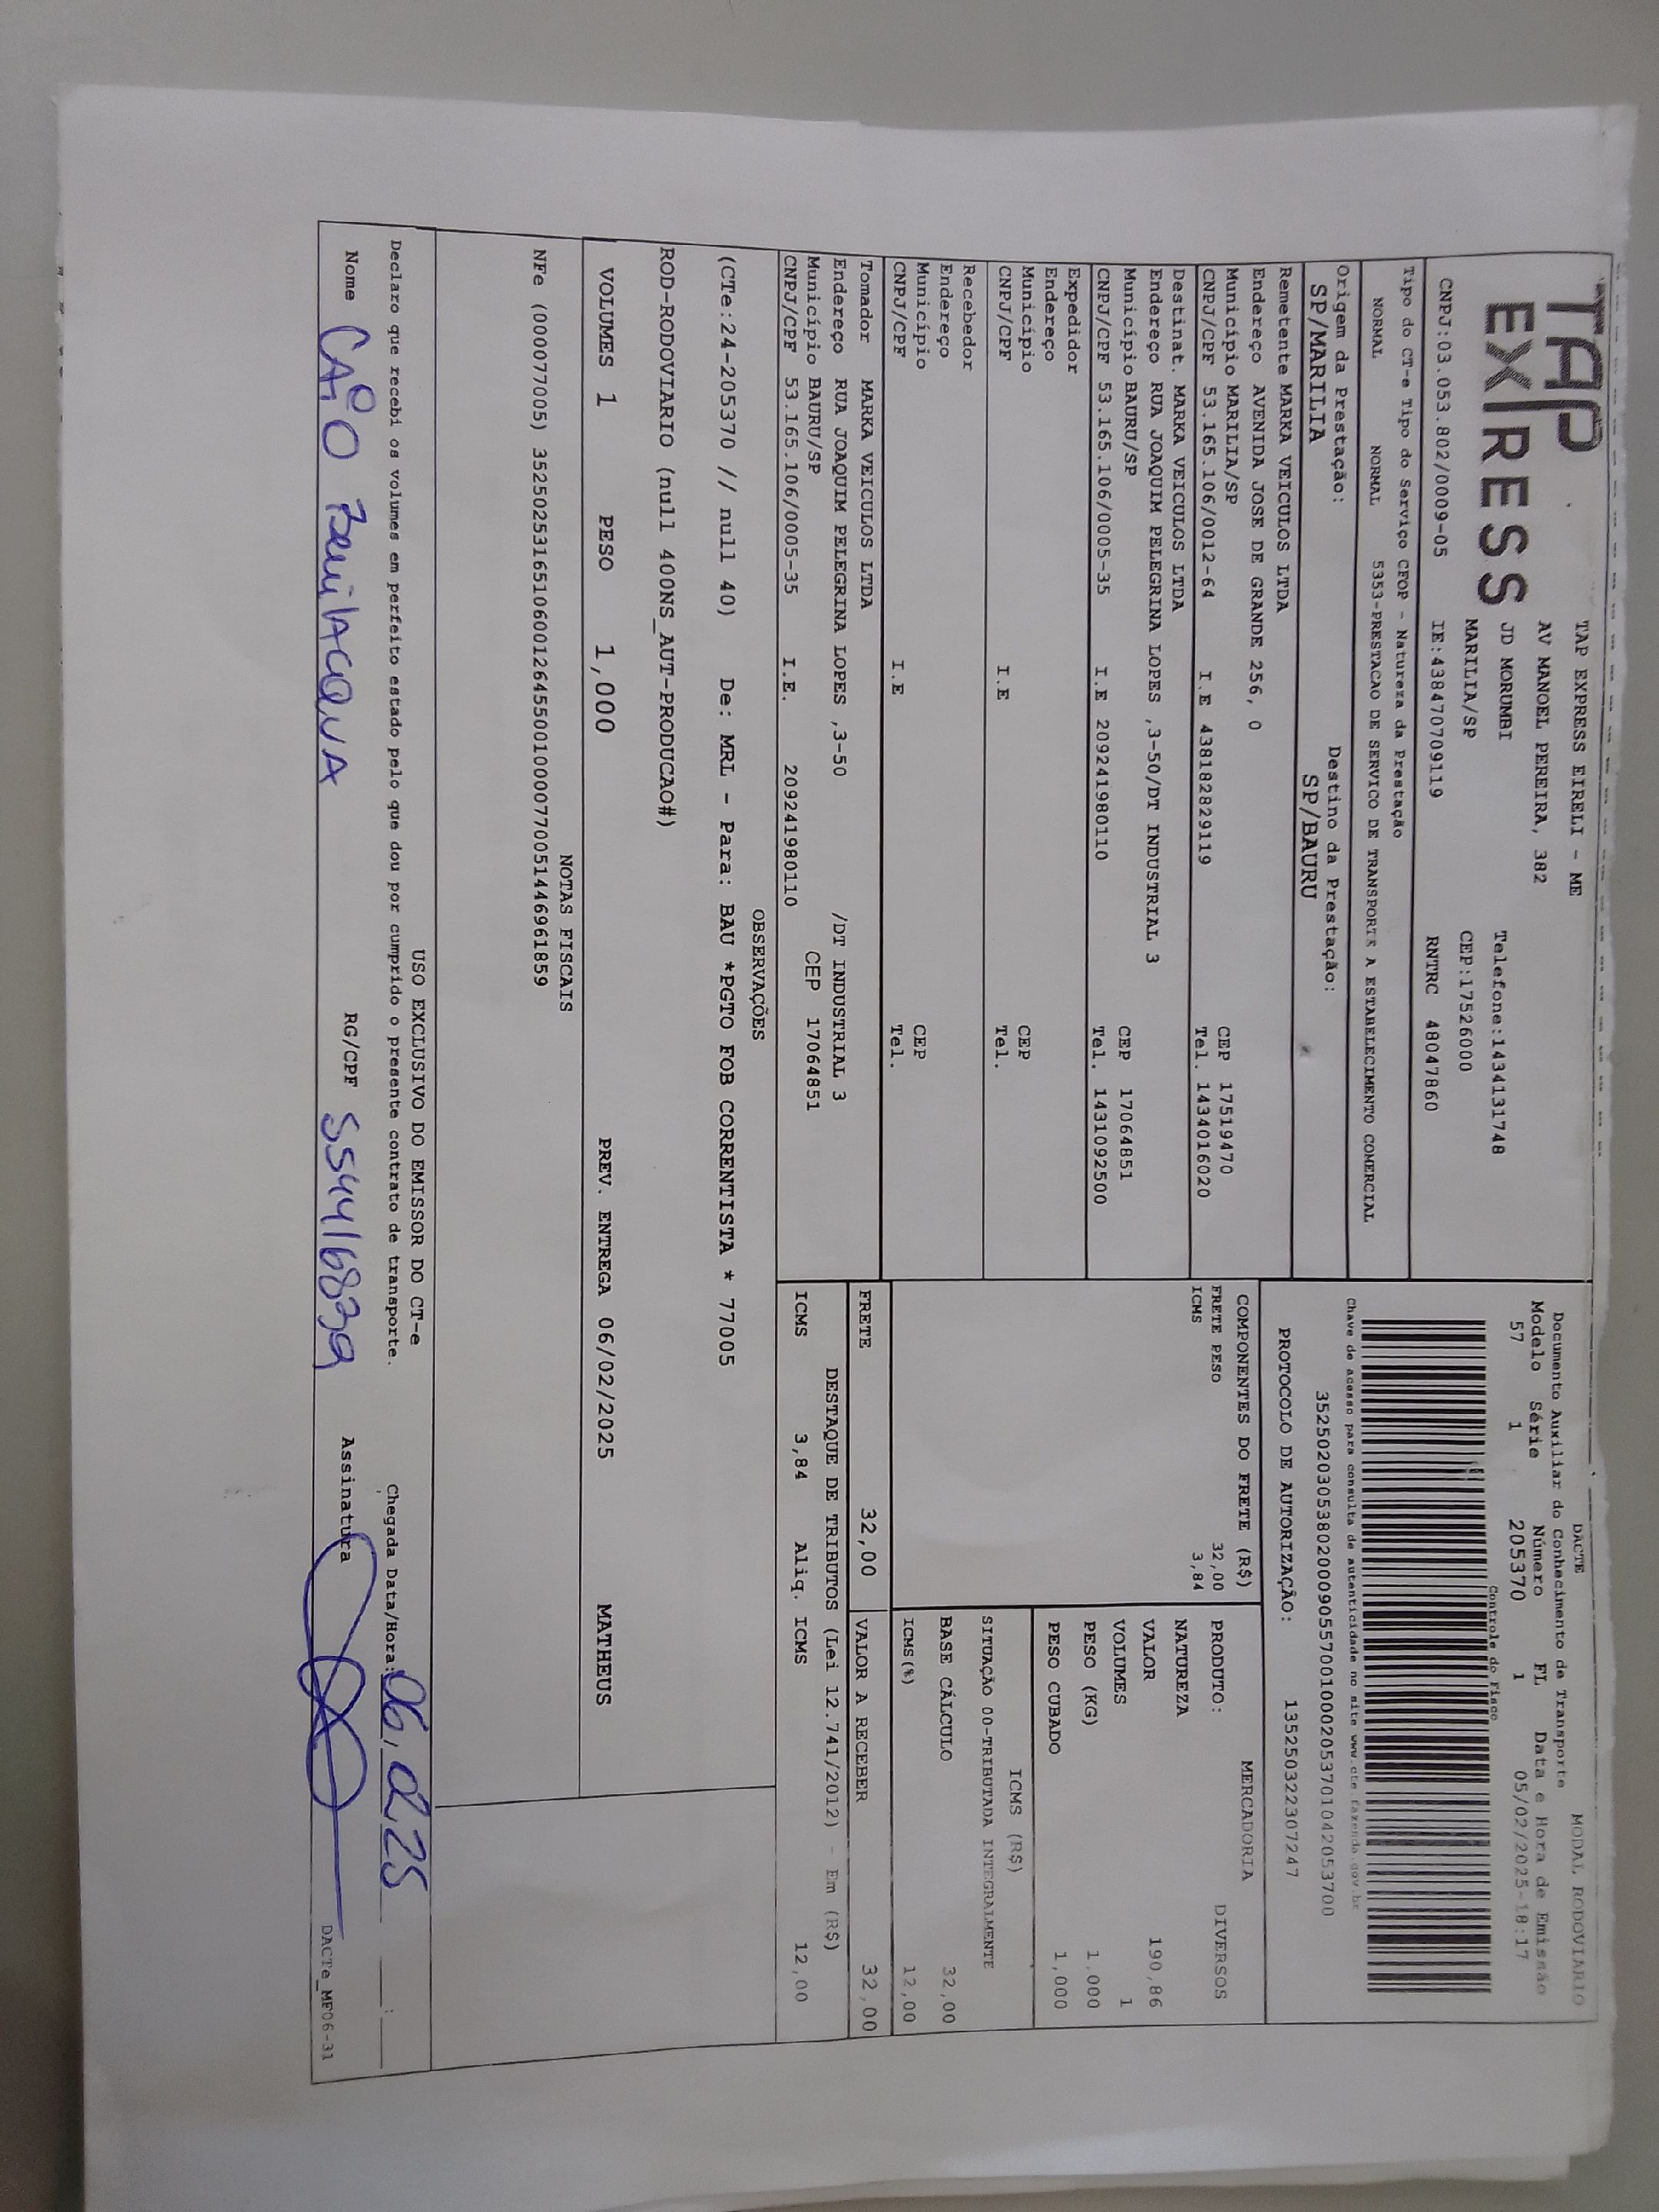 TAP
EXPRESS
TAP EXPRESS EIRELI - ME
AV MANOEL PEREIRA, 382
JD MORUMBI Telefone:1434131748
MARILIA/SP CEP:17526000
CNPJ:03.053.802/0009-05 IE:438470709119 RNTRC 48047860
DACTE MODAL RODOVIARIO
Documento Auxiliar do Conhecimento de Transporte
Modelo Série Número FL Data e Hora de Emissão
57 1 205370 1 05/02/2025-18:17
Controle do Fisco
Chave de acesso para consulta de autenticidade no site www.cte.fazenda.gov.br
35250203053802000905570010002053701042053700
PROTOCOLO DE AUTORIZAÇÃO: 135250322307247
Tipo do CT-e Tipo do Serviço CFOP - Natureza da Prestação
NORMAL NORMAL 5353-PRESTACAO DE SERVICO DE TRANSPORTE A ESTABELECIMENTO COMERCIAL
Origem da Prestação: Destino da Prestação:
SP/MARILIA SP/BAURU
Remetente MARKA VEICULOS LTDA
Endereço AVENIDA JOSE DE GRANDE 256, 0
Município MARILIA/SP CEP 17519470
CNPJ/CPF 53.165.106/0012-64 I.E 438182829119 Tel. 1434016020
Destinat. MARKA VEICULOS LTDA
Endereço RUA JOAQUIM PELEGRINA LOPES ,3-50/DT INDUSTRIAL 3
Município BAURU/SP CEP 17064851
CNPJ/CPF 53.165.106/0005-35 I.E 209241980110 Tel. 1431092500
Expedidor
Endereço
Município CEP
CNPJ/CPF I.E Tel.
Recebedor
Endereço
Município CEP
CNPJ/CPF I.E Tel.
Tomador MARKA VEICULOS LTDA
Endereço RUA JOAQUIM PELEGRINA LOPES ,3-50 /DT INDUSTRIAL 3
Município BAURU/SP CEP 17064851
CNPJ/CPF 53.165.106/0005-35 I.E. 209241980110
COMPONENTES DO FRETE (R$)
FRETE PESO 32,00
ICMS 3,84
MERCADORIA
PRODUTO: DIVERSOS
NATUREZA
VALOR 190,86
VOLUMES 1
PESO (KG) 1,000
PESO CUBADO 1,000
ICMS (R$)
SITUAÇÃO 00-TRIBUTADA INTEGRALMENTE
BASE CÁLCULO 32,00
ICMS(%) 12,00
FRETE 32,00 VALOR A RECEBER 32,00
DESTAQUE DE TRIBUTOS (Lei 12.741/2012) - Em (R$)
ICMS 3,84 Aliq. ICMS 12,00
OBSERVAÇÕES
(CTe:24-205370 // null 40) De: MRL - Para: BAU *PGTO FOB CORRENTISTA * 77005
ROD-RODOVIARIO (null 400NS_AUT-PRODUCAO#)
VOLUMES 1 PESO 1,000 PREV. ENTREGA 06/02/2025 MATHEUS
NOTAS FISCAIS
NFe (000077005) 35250253165106001264550010000770051446961859
USO EXCLUSIVO DO EMISSOR DO CT-e
Declaro que recebi os volumes em perfeito estado pelo que dou por cumprido o presente contrato de transporte. Chegada Data/Hora: 06,02,25 :
Nome CAIO BevilAcQuA RG/CPF 554416839 Assinatura
DACTe_MF06-31